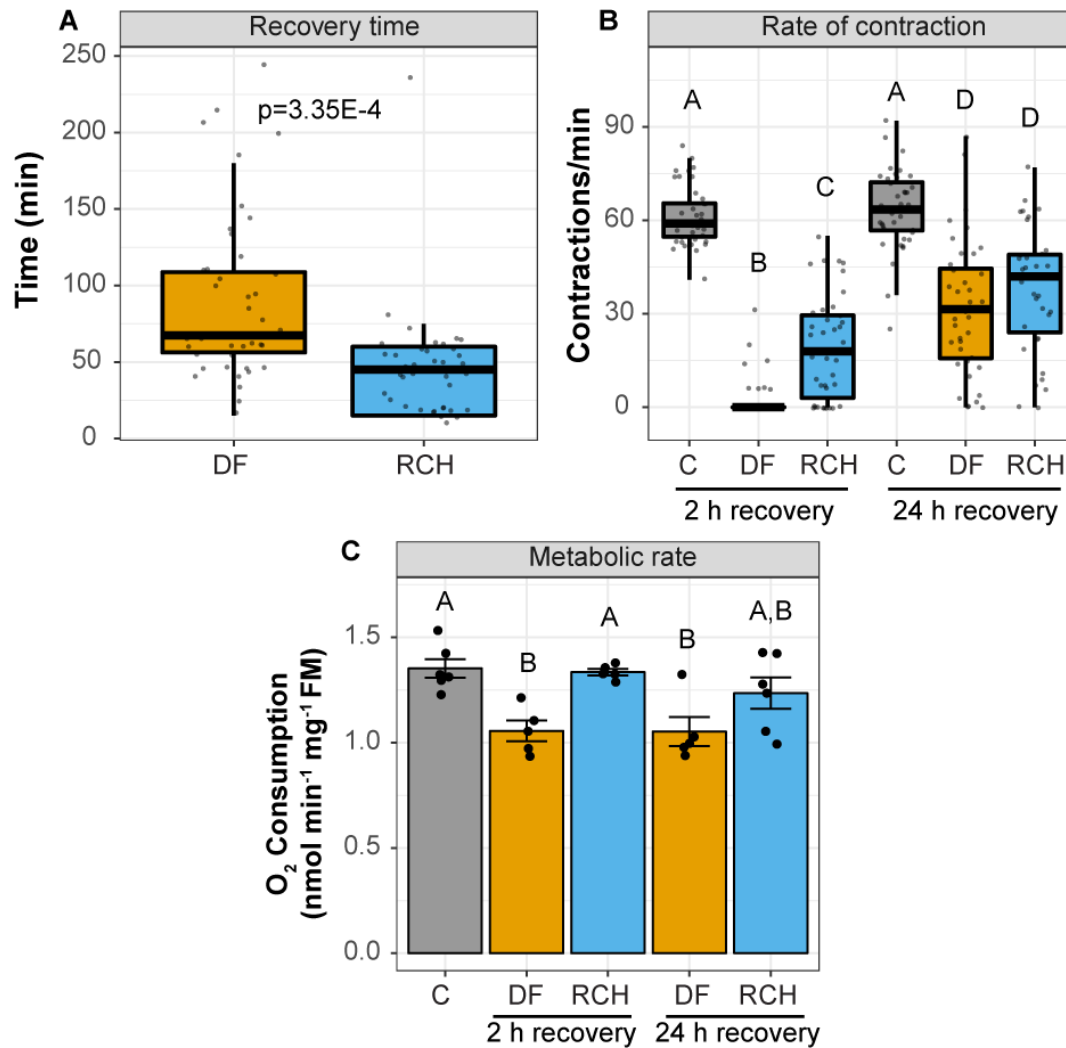 A
Recovery time
250
200
150
100
50
0
Time (min)
p=3.35E-4
DF RCH
B
Rate of contraction
90
60
30
0
Contractions/min
A B C A D D
C DF RCH C DF RCH
2 h recovery 24 h recovery
C
Metabolic rate
1.5
1.0
0.5
0.0
O₂ Consumption
(nmol min⁻¹ mg⁻¹ FM)
A B A B A,B
C DF RCH DF RCH
2 h recovery 24 h recovery